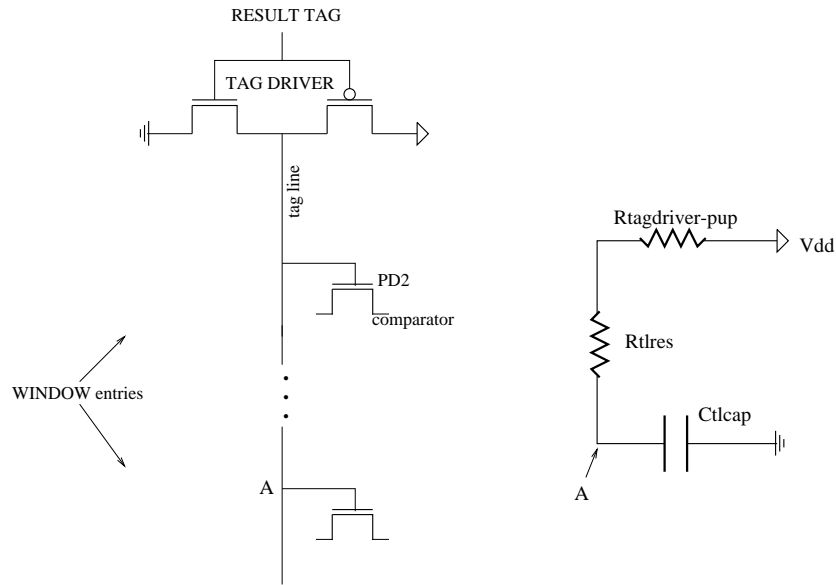 RESULT TAG
TAG DRIVER
tag line
PD2
comparator
WINDOW entries
A
Rtagdriver-pup
Vdd
Rtlres
Ctlcap
A